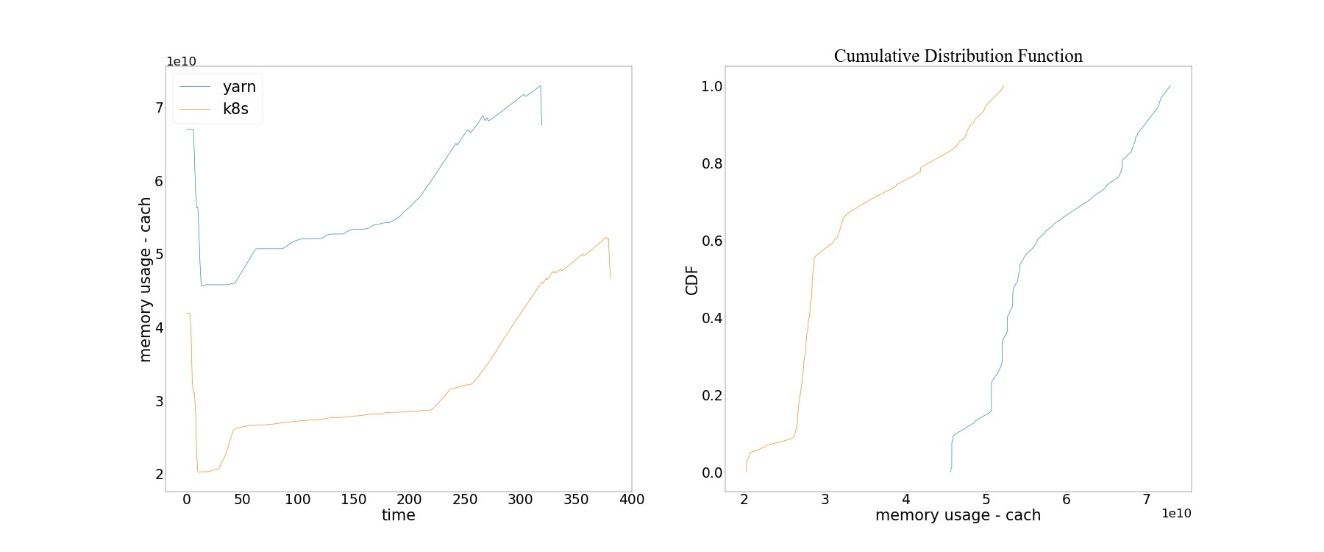 1e10
yarn
k8s
7
6
5
4
3
2
memory usage - cach
0 50 100 150 200 250 300 350 400
time
Cumulative Distribution Function
1.0
0.8
0.6
0.4
0.2
0.0
CDF
2 3 4 5 6 7
memory usage - cach
1e10